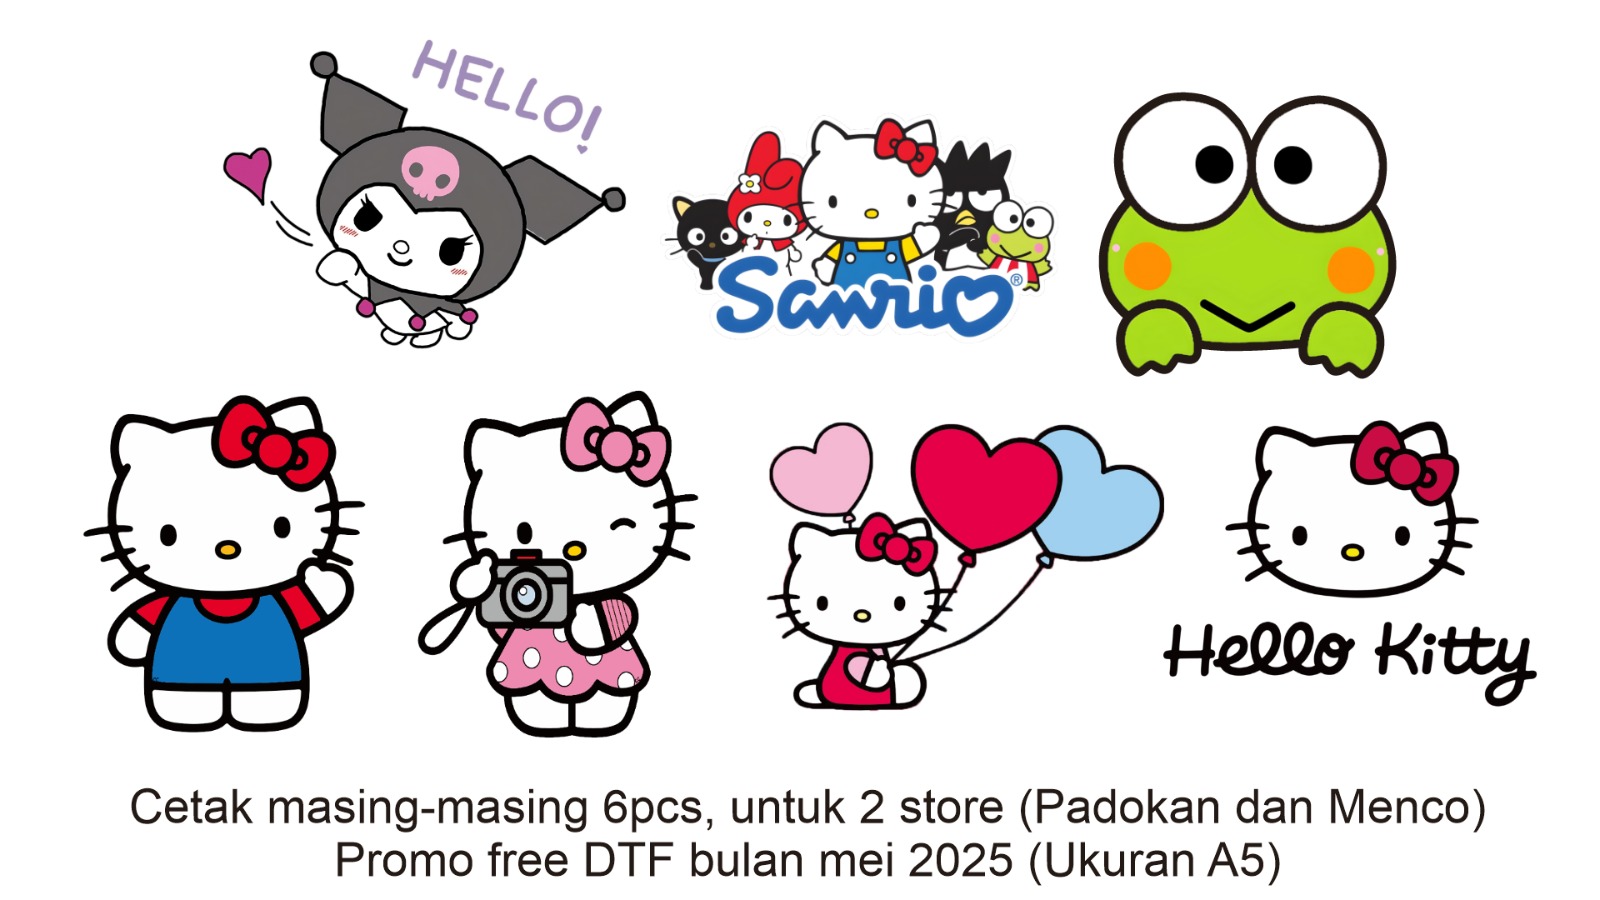 HELLO!
Sanrio®
Hello Kitty
Cetak masing-masing 6pcs, untuk 2 store (Padokan dan Menco)
Promo free DTF bulan mei 2025 (Ukuran A5)